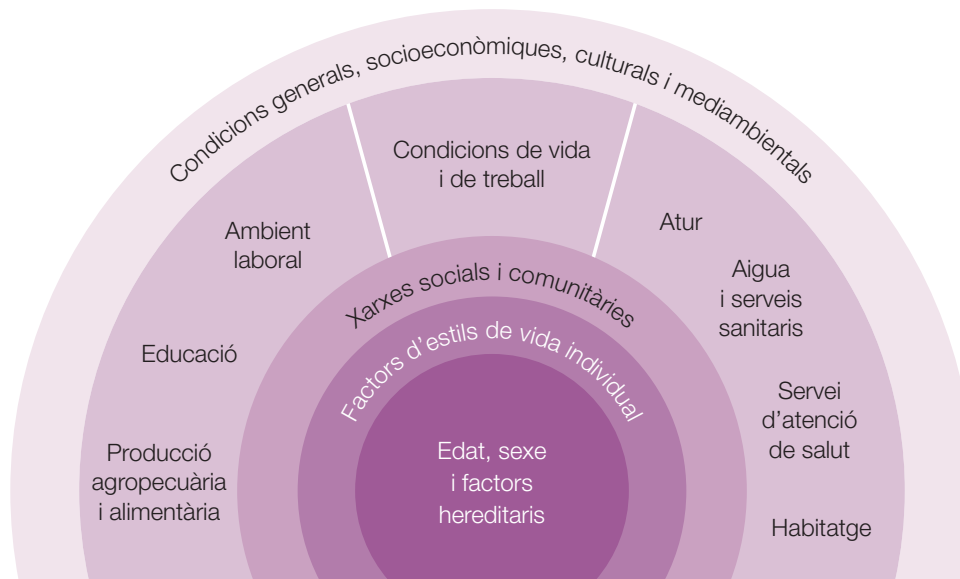 Condicions generals, socioeconòmiques, culturals i mediambientals
Condicions de vida
i de treball
Ambient
laboral
Educació
Producció
agropecuària
i alimentària
Atur
Aigua
i serveis
sanitaris
Servei
d’atenció
de salut
Habitatge
Xarxes socials i comunitàries
Factors d’estils de vida individual
Edat, sexe
i factors
hereditaris